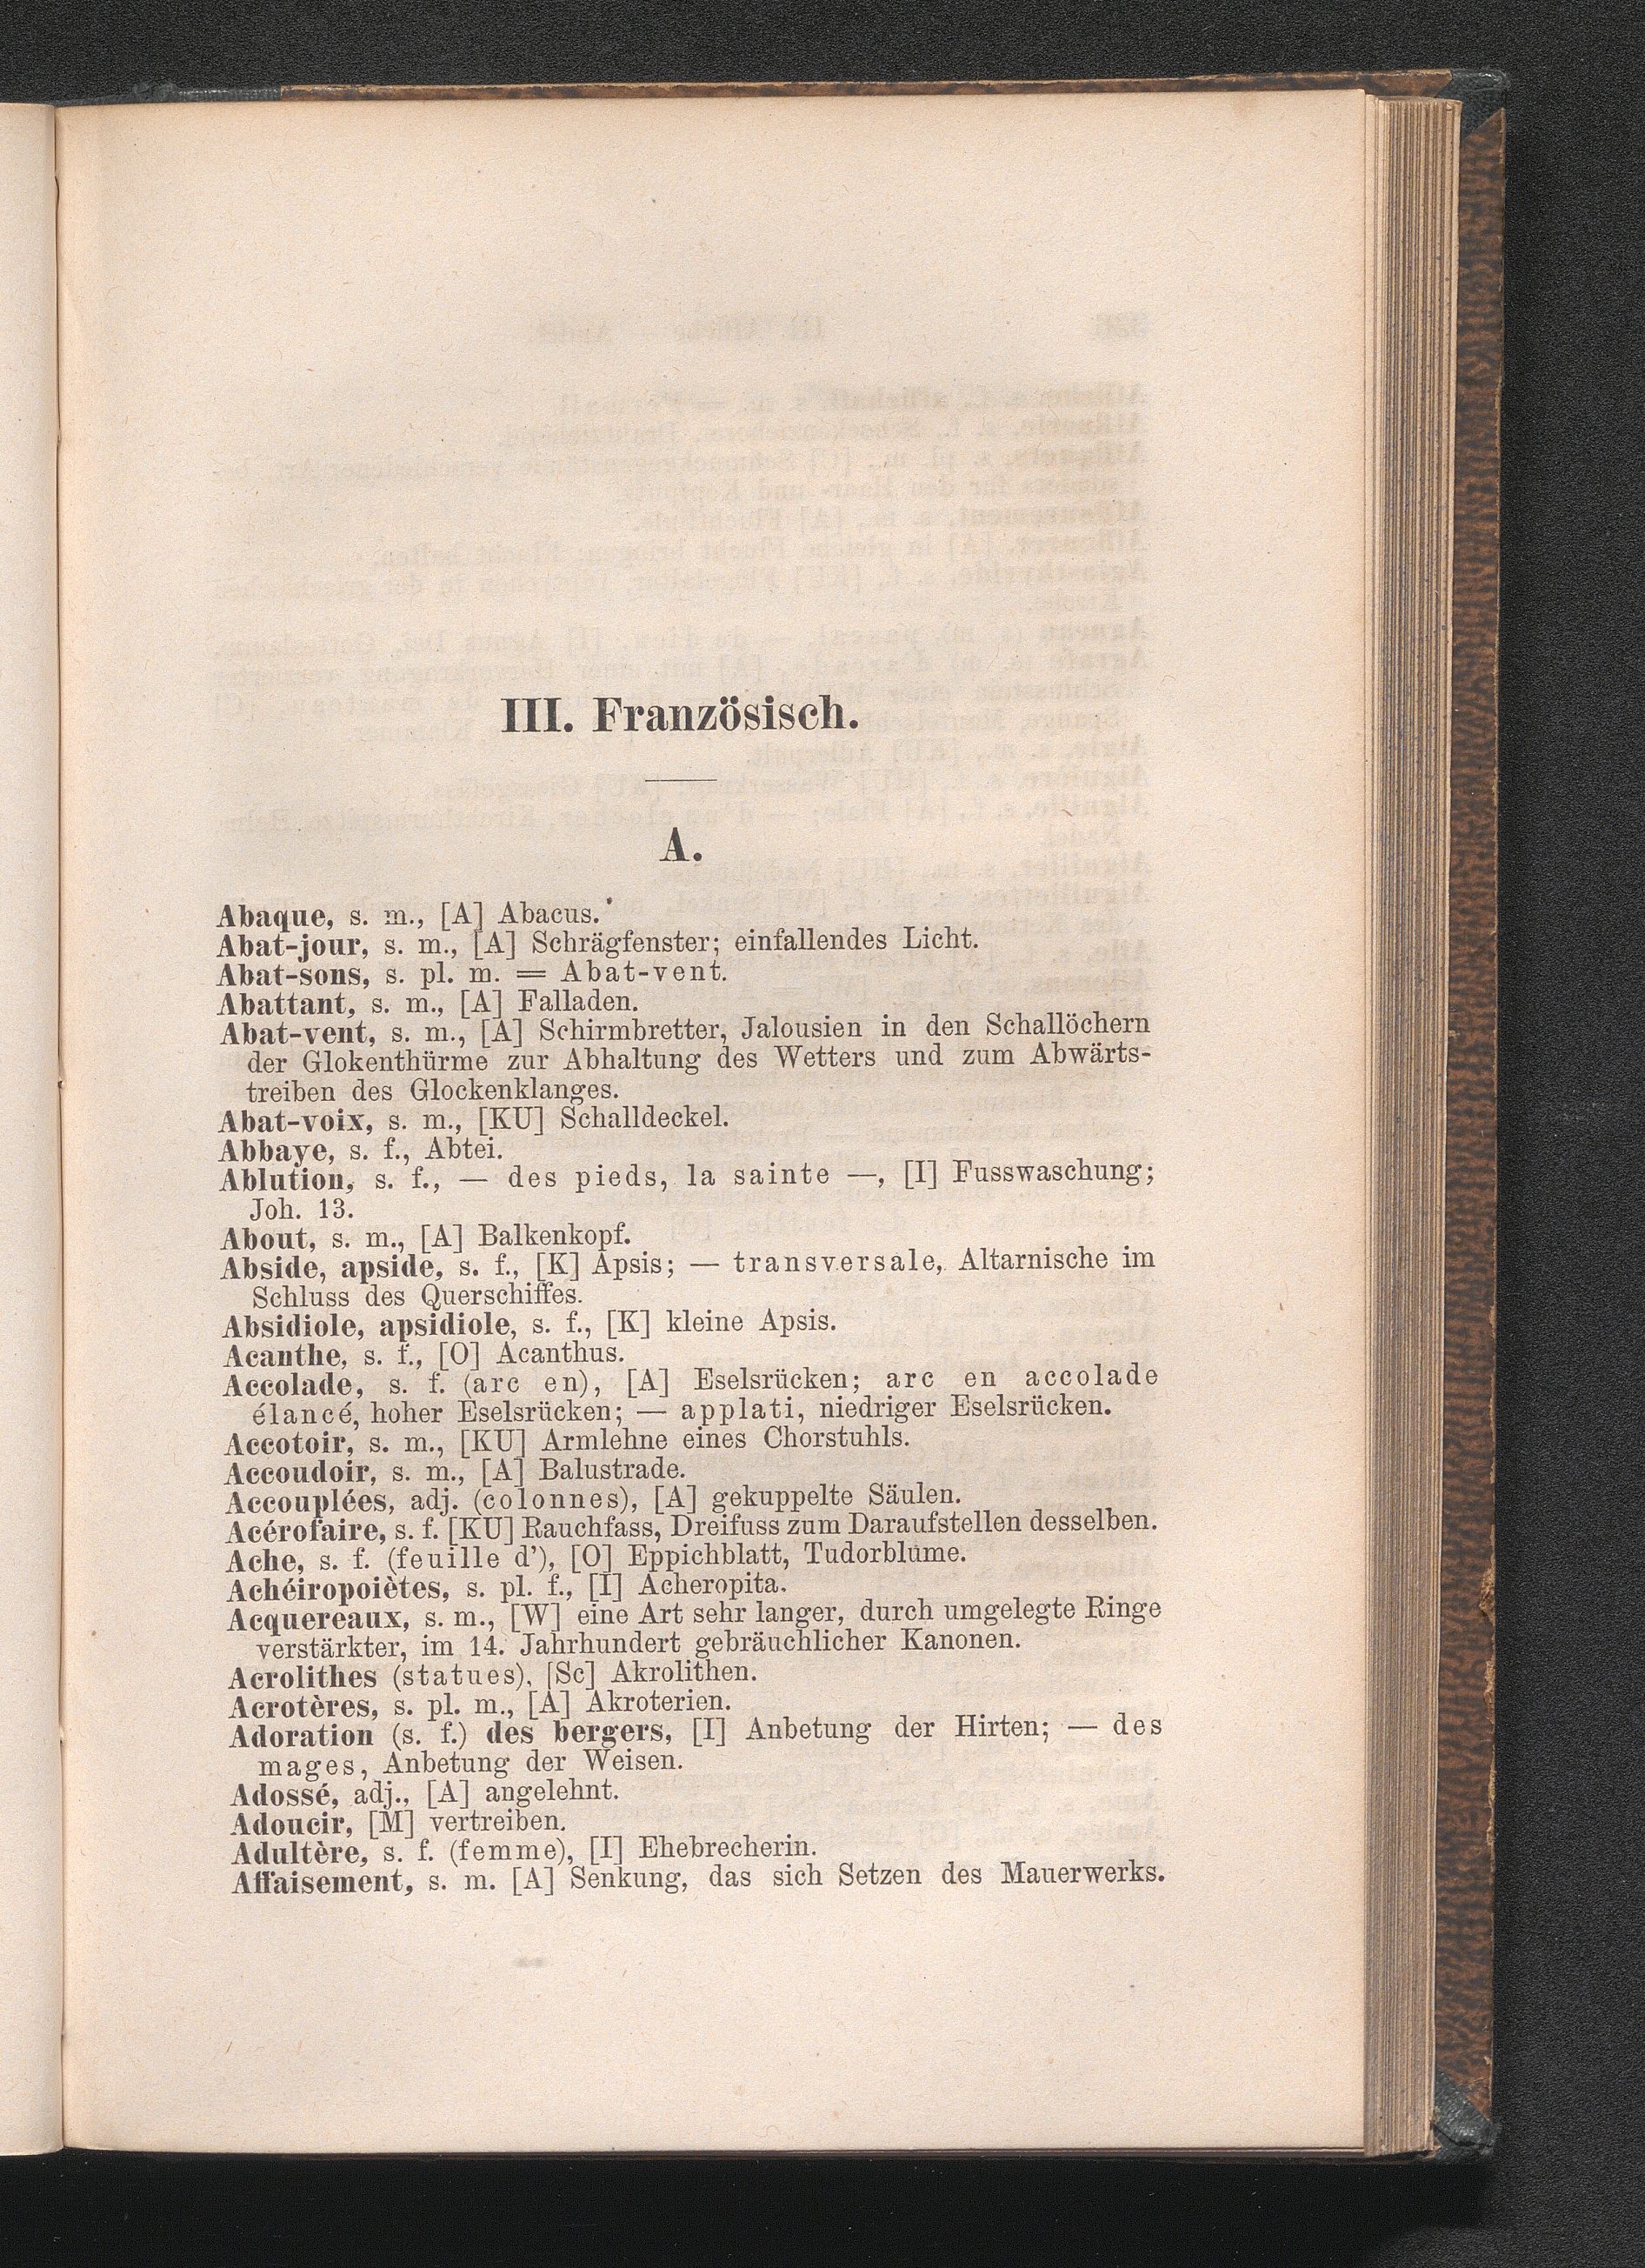 III. Französisch.
A.
Abaque, s. m., [A] Abacus.
Abat-jour, s. m., [A] Schrägfenster; einfallendes Licht.
Abat-sons, s. pl. m. = Abat-vent.
Abattant, s. m., [A] Falladen.
Abat-vent, s. m., [A] Schirmbretter, Jalousien in den Schallöchern
der Glokenthürme zur Abhaltung des Wetters und zum Abwärts-
treiben des Glockenklanges.
Abat-voix, s. m., [KU] Schalldeckel.
Abbaye, s. f., Abtei.
Ablution, s. f., — des pieds, la sainte —, [I] Fusswaschung;
Joh. 13.
About, s. m., [A] Balkenkopf.
Abside, apside, s. f., [K] Apsis; — transversale, Altarnische im
Schluss des Querschiffes.
Absidiole, apsidiole, s. f., [K] kleine Apsis.
Acanthe, s. f., [O] Acanthus.
Accolade, s. f. (arc en), [A] Eselsrücken; arc en accolade
élancé, hoher Eselsrücken; — applati, niedriger Eselsrücken.
Accotoir, s. m., [KU] Armlehne eines Chorstuhls.
Accoudoir, s. m., [A] Balustrade.
Accouplées, adj. (colonnes), [A] gekuppelte Säulen.
Acérofaire, s. f. [KU] Rauchfass, Dreifuss zum Daraufstellen desselben.
Ache, s. f. (feuille d'), [O] Eppichblatt, Tudorblume.
Achéiropoiètes, s. pl. f., [I] Acheropita.
Acquereaux, s. m., [W] eine Art sehr langer, durch umgelegte Ringe
verstärkter, im 14. Jahrhundert gebräuchlicher Kanonen.
Acrolithes (statues), [Sc] Akrolithen.
Acrotères, s. pl. m., [A] Akroterien.
Adoration (s. f.) des bergers, [I] Anbetung der Hirten; — des
mages, Anbetung der Weisen.
Adossé, adj., [A] angelehnt.
Adoucir, [M] vertreiben.
Adultère, s. f. (femme), [I] Ehebrecherin.
Affaisement, s. m. [A] Senkung, das sich Setzen des Mauerwerks.